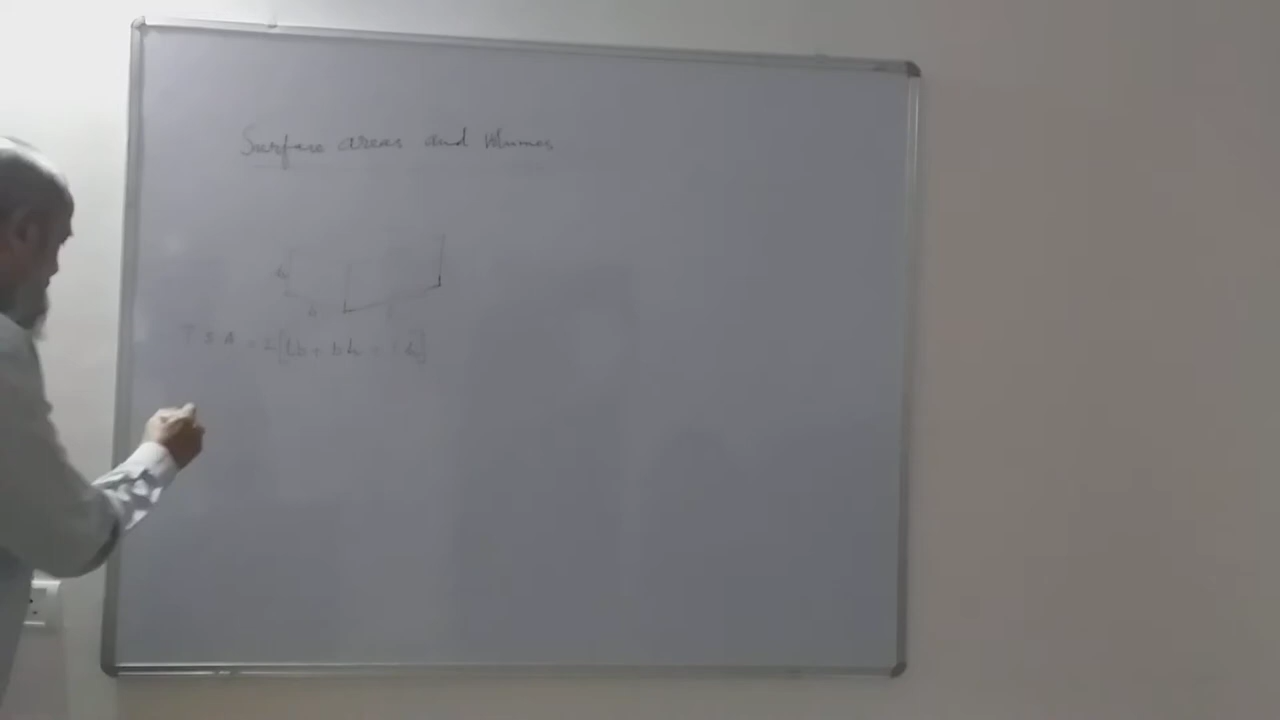 Surface areas and volumes
h
b
T S A = 2[lb + bh + lh]